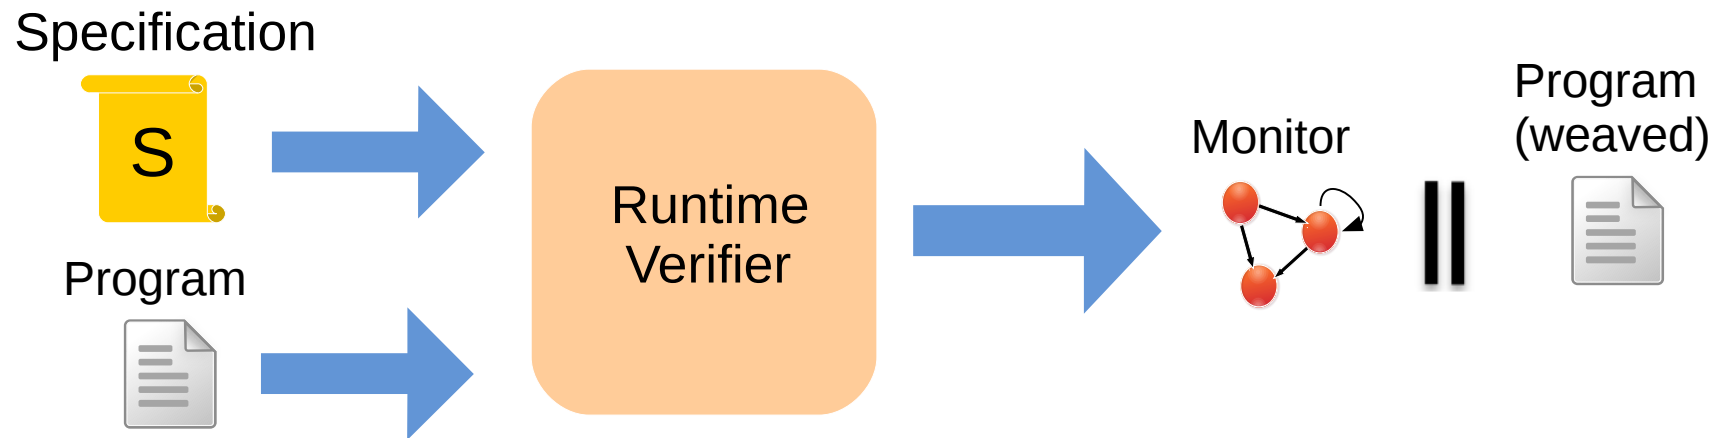 Specification
S
Program
Runtime
Verifier
Monitor
Program
(weaved)